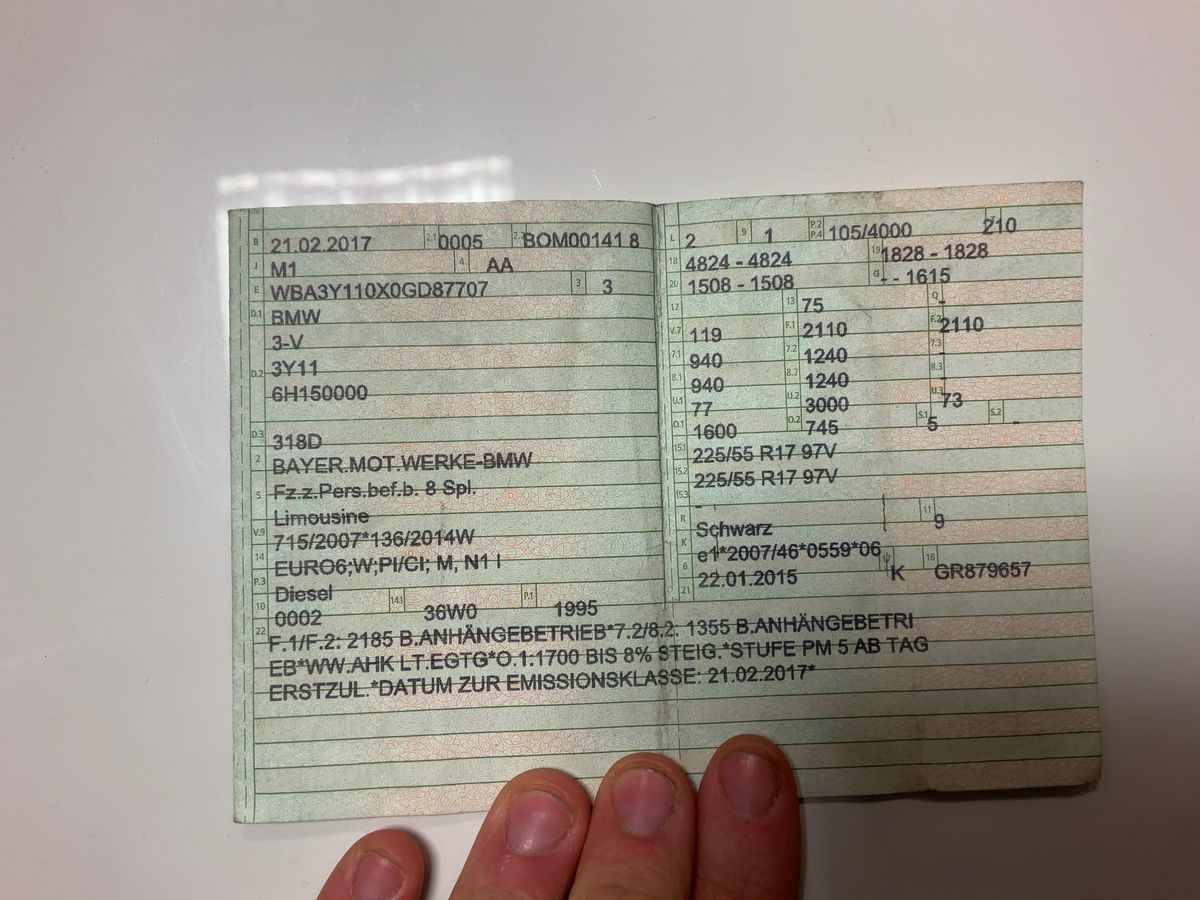 B 21.02.2017 2.1 0005 2.2 BOM00141 8
J M1 4 AA
E WBA3Y110X0GD87707 3 3
D.1 BMW
3-V
D.2 3Y11
6H150000
D.3 318D
2 BAYER.MOT.WERKE-BMW
5 Fz.z.Pers.bef.b. 8 Spl.
Limousine
V.9 715/2007*136/2014W
14 EURO6;W;PI/CI; M, N1 I
P.3 Diesel
10 0002 14.1 36W0 P.1 1995
L 2 9 1 P.2 P.4 105/4000 T 210
18 4824 - 4824 19 1828 - 1828
20 1508 - 1508 G - - 1615
12 13 75 Q -
V.7 119 F.1 2110 F.2 2110
7.1 940 7.2 1240 7.3 -
8.1 940 8.2 1240 8.3 -
U.1 77 U.2 3000 U.3 73
O.1 1600 O.2 745 S.1 5 S.2 -
15.1 225/55 R17 97V
15.2 225/55 R17 97V
15.3 -
R Schwarz 11 9
K e1*2007/46*0559*06
6 22.01.2015 17 K 16 GR879657
21
22 F.1/F.2: 2185 B.ANHÄNGEBETRIEB*7.2/8.2: 1355 B.ANHÄNGEBETRI
EB*WW.AHK LT.EGTG*O.1:1700 BIS 8% STEIG.*STUFE PM 5 AB TAG
ERSTZUL.*DATUM ZUR EMISSIONSKLASSE: 21.02.2017*